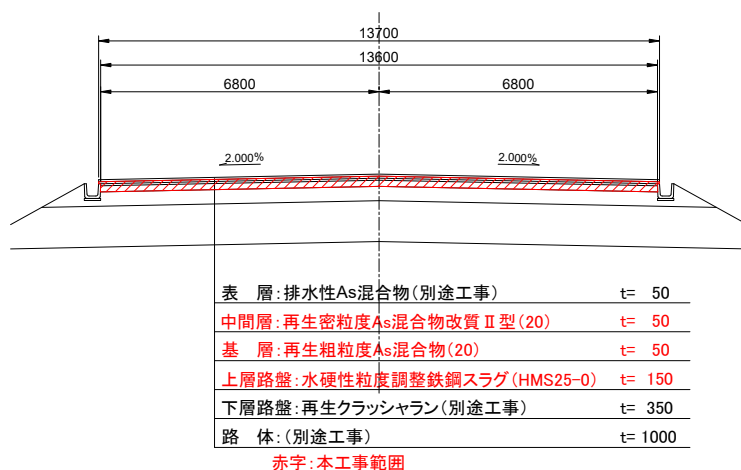 13700
13600
6800 6800
2.000% 2.000%
表　層:排水性As混合物(別途工事) t= 50
中間層:再生密粒度As混合物改質Ⅱ型(20) t= 50
基　層:再生粗粒度As混合物(20) t= 50
上層路盤:水硬性粒度調整鉄鋼スラグ(HMS25-0) t= 150
下層路盤:再生クラッシャラン(別途工事) t= 350
路　体:(別途工事) t= 1000
赤字:本工事範囲